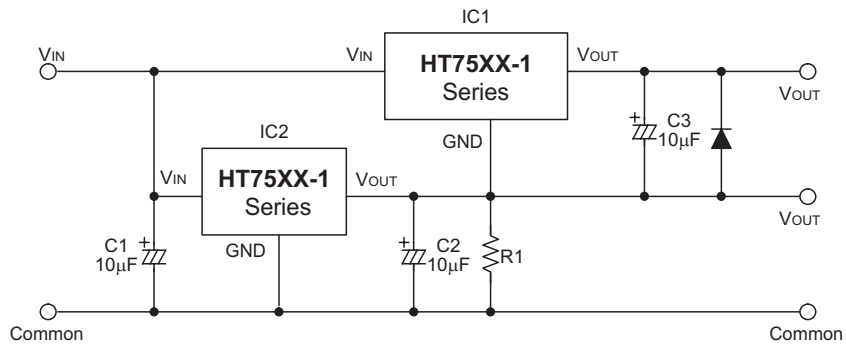 IC1
VIN
VIN
HT75XX-1
Series
VOUT
VOUT
GND
C3
10μF
IC2
VIN
HT75XX-1
Series
VOUT
VOUT
GND
C1
10μF
C2
10μF
R1
Common
Common